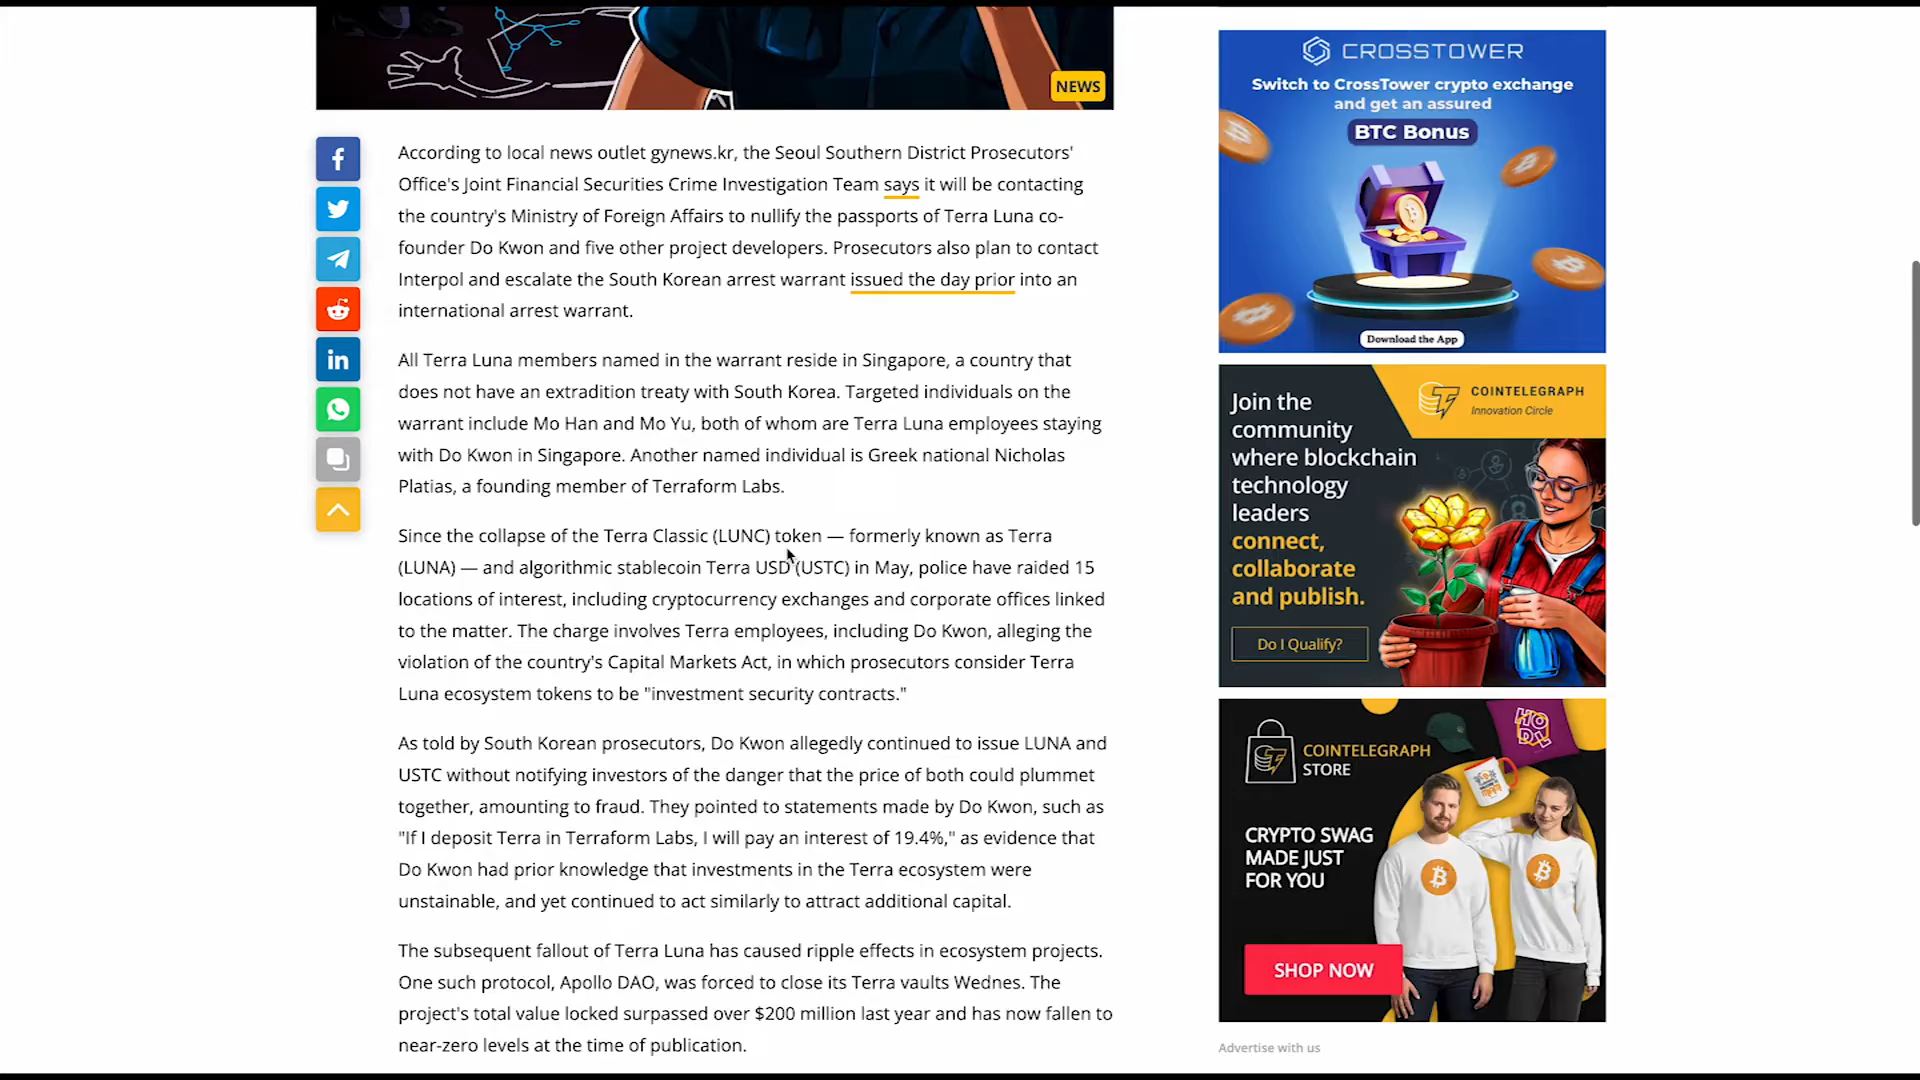 NEWS
According to local news outlet gynews.kr, the Seoul Southern District Prosecutors'
Office's Joint Financial Securities Crime Investigation Team says it will be contacting
the country's Ministry of Foreign Affairs to nullify the passports of Terra Luna co-
founder Do Kwon and five other project developers. Prosecutors also plan to contact
Interpol and escalate the South Korean arrest warrant issued the day prior into an
international arrest warrant.
All Terra Luna members named in the warrant reside in Singapore, a country that
does not have an extradition treaty with South Korea. Targeted individuals on the
warrant include Mo Han and Mo Yu, both of whom are Terra Luna employees staying
with Do Kwon in Singapore. Another named individual is Greek national Nicholas
Platias, a founding member of Terraform Labs.
Since the collapse of the Terra Classic (LUNC) token — formerly known as Terra
(LUNA) — and algorithmic stablecoin Terra USD (USTC) in May, police have raided 15
locations of interest, including cryptocurrency exchanges and corporate offices linked
to the matter. The charge involves Terra employees, including Do Kwon, alleging the
violation of the country's Capital Markets Act, in which prosecutors consider Terra
Luna ecosystem tokens to be "investment security contracts."
As told by South Korean prosecutors, Do Kwon allegedly continued to issue LUNA and
USTC without notifying investors of the danger that the price of both could plummet
together, amounting to fraud. They pointed to statements made by Do Kwon, such as
"If I deposit Terra in Terraform Labs, I will pay an interest of 19.4%," as evidence that
Do Kwon had prior knowledge that investments in the Terra ecosystem were
unstainable, and yet continued to act similarly to attract additional capital.
The subsequent fallout of Terra Luna has caused ripple effects in ecosystem projects.
One such protocol, Apollo DAO, was forced to close its Terra vaults Wednes. The
project's total value locked surpassed over $200 million last year and has now fallen to
near-zero levels at the time of publication.
CROSSTOWER
Switch to CrossTower crypto exchange
and get an assured
BTC Bonus
Download the App
COINTELEGRAPH
Innovation Circle
Join the
community
where blockchain
technology
leaders
connect,
collaborate
and publish.
Do I Qualify?
HODL
COINTELEGRAPH
STORE
CRYPTO SWAG
MADE JUST
FOR YOU
SHOP NOW
Advertise with us